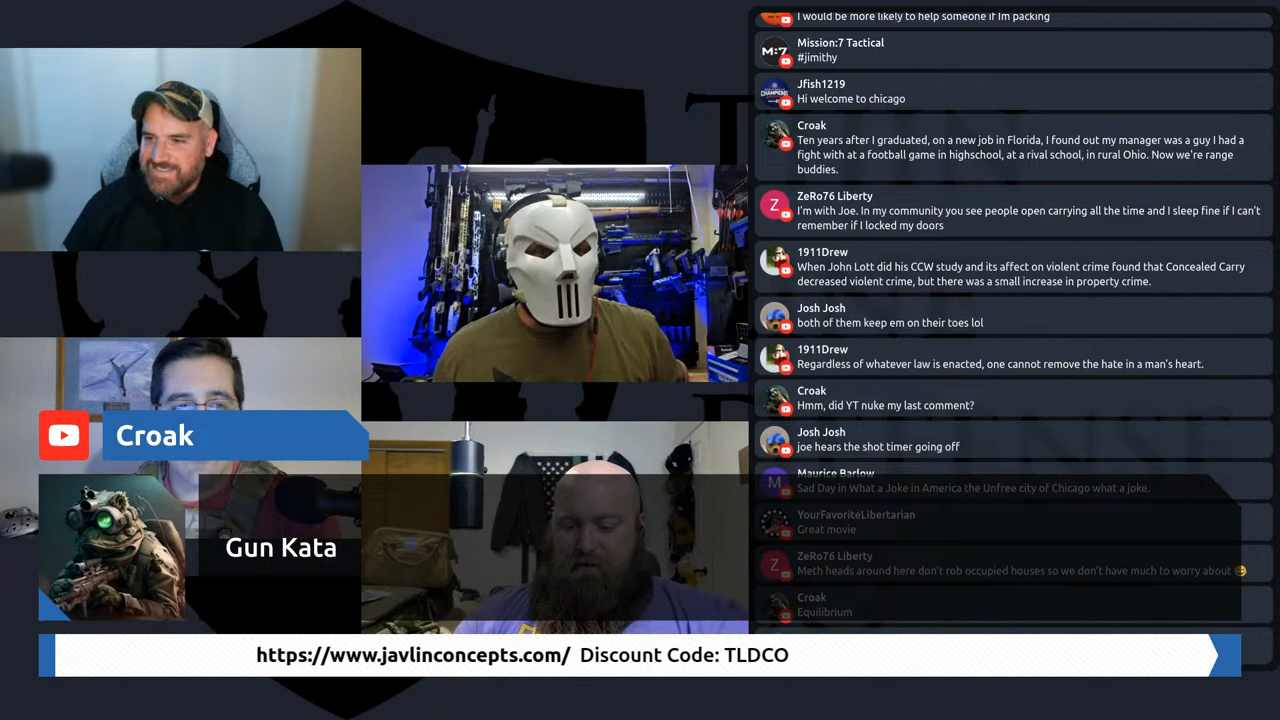 I would be more likely to help someone if Im packing
M:7
Mission:7 Tactical
#jimithy
Jfish1219
Hi welcome to chicago
Croak
Ten years after I graduated, on a new job in Florida, I found out my manager was a guy I had a
fight with at a football game in highschool, at a rival school, in rural Ohio. Now we're range
buddies.
Z
ZeRo76 Liberty
I'm with Joe. In my community you see people open carrying all the time and I sleep fine if I can't
remember if I locked my doors
1911Drew
When John Lott did his CCW study and its affect on violent crime found that Concealed Carry
decreased violent crime, but there was a small increase in property crime.
Josh Josh
both of them keep em on their toes lol
1911Drew
Regardless of whatever law is enacted, one cannot remove the hate in a man's heart.
Croak
Hmm, did YT nuke my last comment?
Josh Josh
joe hears the shot timer going off
M
Maurice Barlow
Sad Day in What a Joke in America the Unfree city of Chicago what a joke.
YourFavoriteLibertarian
Great movie
Z
ZeRo76 Liberty
Meth heads around here don't rob occupied houses so we don't have much to worry about
Croak
Equilibrium
Croak
Gun Kata
https://www.javlinconcepts.com/ Discount Code: TLDCO